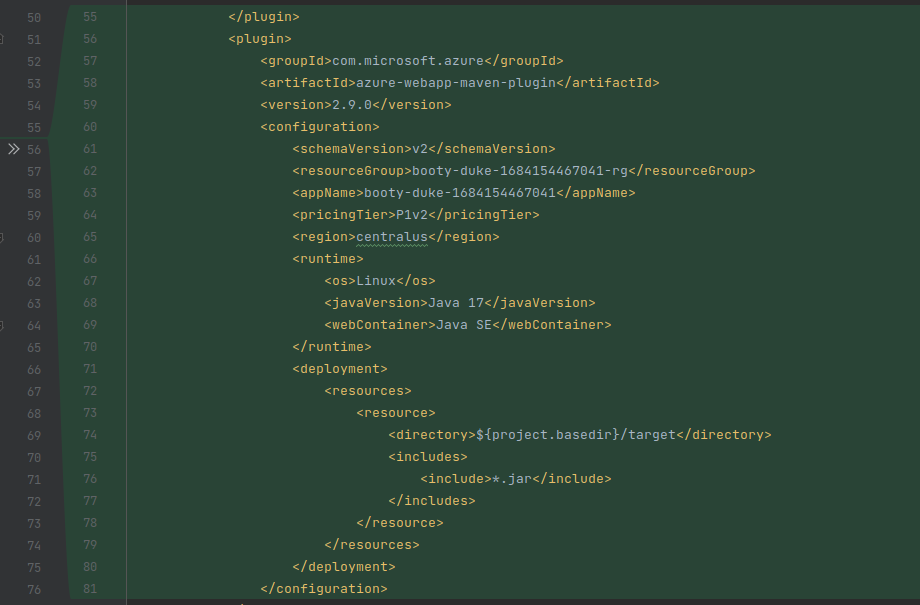 50 55 </plugin>
51 56 <plugin>
52 57 <groupId>com.microsoft.azure</groupId>
53 58 <artifactId>azure-webapp-maven-plugin</artifactId>
54 59 <version>2.9.0</version>
55 60 <configuration>
56 61 <schemaVersion>v2</schemaVersion>
57 62 <resourceGroup>booty-duke-1684154467041-rg</resourceGroup>
58 63 <appName>booty-duke-1684154467041</appName>
59 64 <pricingTier>P1v2</pricingTier>
60 65 <region>centralus</region>
61 66 <runtime>
62 67 <os>Linux</os>
63 68 <javaVersion>Java 17</javaVersion>
64 69 <webContainer>Java SE</webContainer>
65 70 </runtime>
66 71 <deployment>
67 72 <resources>
68 73 <resource>
69 74 <directory>${project.basedir}/target</directory>
70 75 <includes>
71 76 <include>*.jar</include>
72 77 </includes>
73 78 </resource>
74 79 </resources>
75 80 </deployment>
76 81 </configuration>